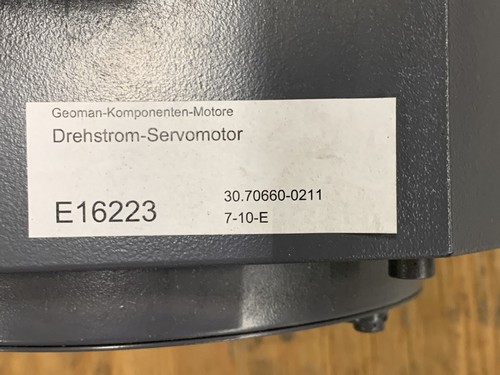 Geoman-Komponenten-Motore
Drehstrom-Servomotor
E16223
30.70660-0211
7-10-E